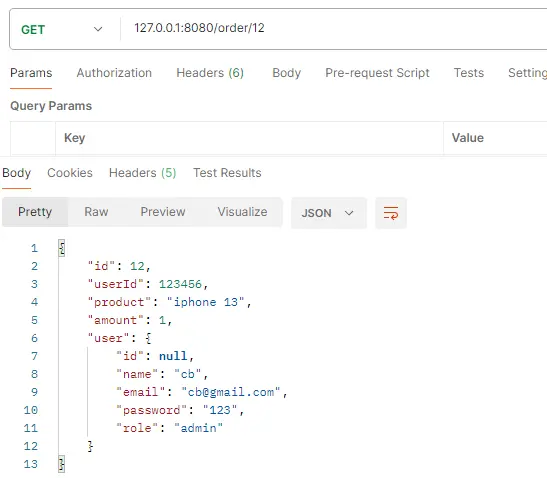 GET 127.0.0.1:8080/order/12
Params Authorization Headers (6) Body Pre-request Script Tests Setting
Query Params
Key Value
Body Cookies Headers (5) Test Results
Pretty Raw Preview Visualize JSON
1 {
2 "id": 12,
3 "userId": 123456,
4 "product": "iphone 13",
5 "amount": 1,
6 "user": {
7 "id": null,
8 "name": "cb",
9 "email": "cb@gmail.com",
10 "password": "123",
11 "role": "admin"
12 }
13 }